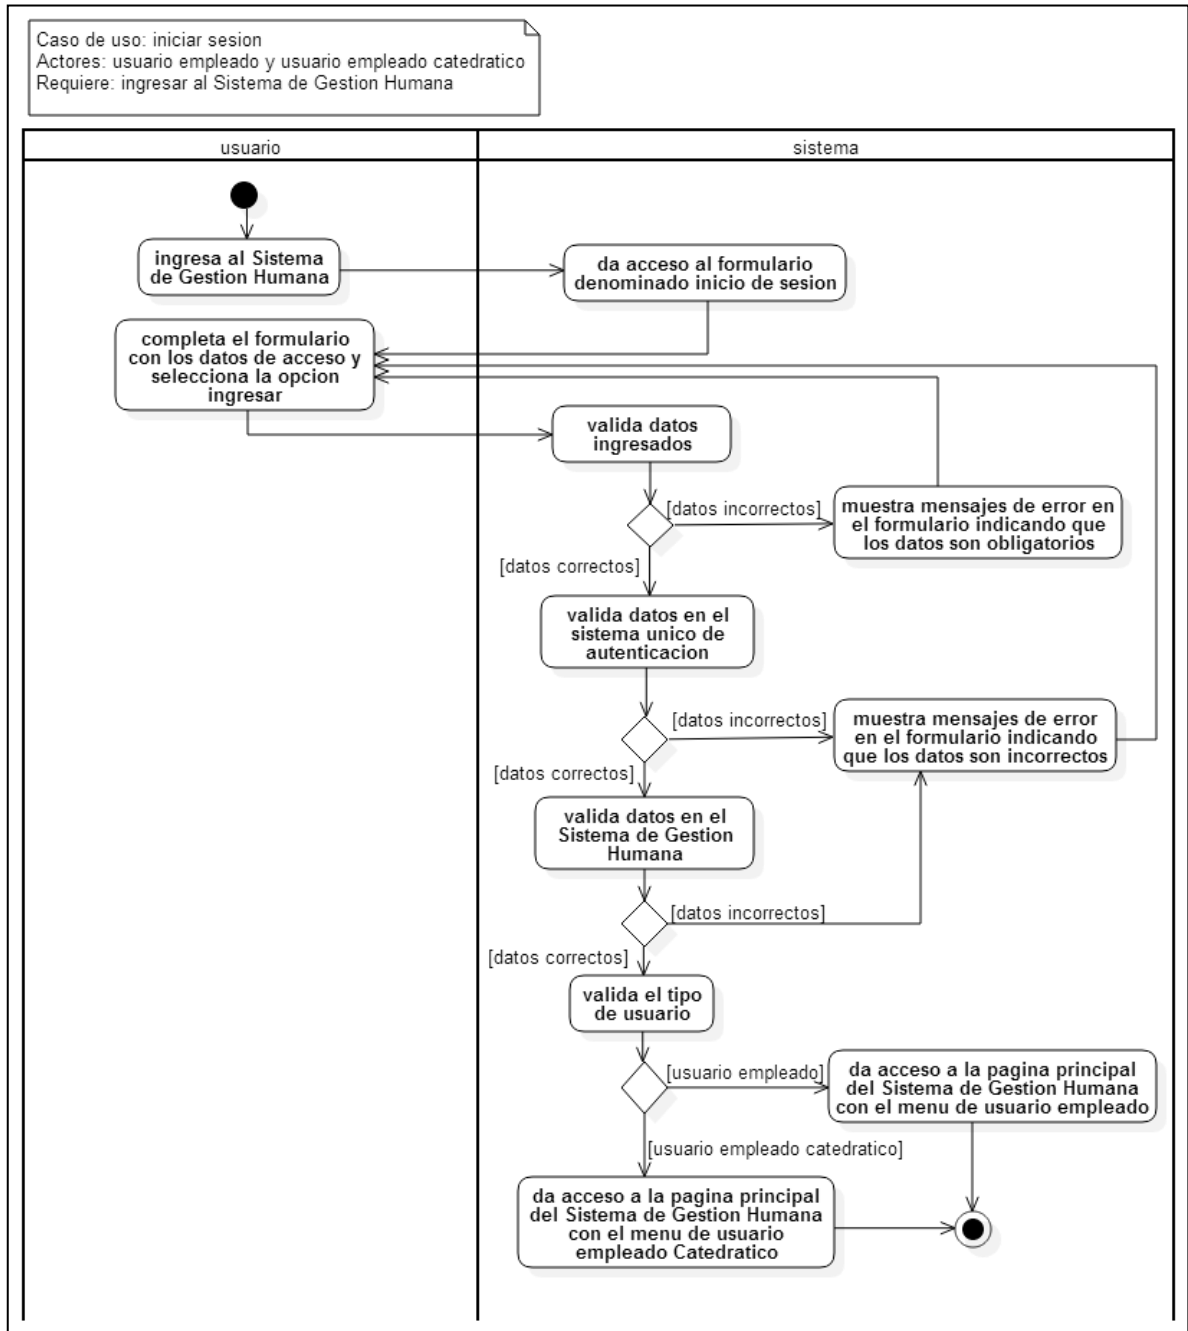 Caso de uso: iniciar sesion
Actores: usuario empleado y usuario empleado catedratico
Requiere: ingresar al Sistema de Gestion Humana
usuario
sistema
ingresa al Sistema
de Gestion Humana
da acceso al formulario
denominado inicio de sesion
completa el formulario
con los datos de acceso y
selecciona la opcion
ingresar
valida datos
ingresados
[datos incorrectos]
muestra mensajes de error en
el formulario indicando que
los datos son obligatorios
[datos correctos]
valida datos en el
sistema unico de
autenticacion
[datos incorrectos]
muestra mensajes de error
en el formulario indicando
que los datos son incorrectos
[datos correctos]
valida datos en el
Sistema de Gestion
Humana
[datos incorrectos]
[datos correctos]
valida el tipo
de usuario
[usuario empleado]
da acceso a la pagina principal
del Sistema de Gestion Humana
con el menu de usuario empleado
[usuario empleado catedratico]
da acceso a la pagina principal
del Sistema de Gestion Humana
con el menu de usuario
empleado Catedratico